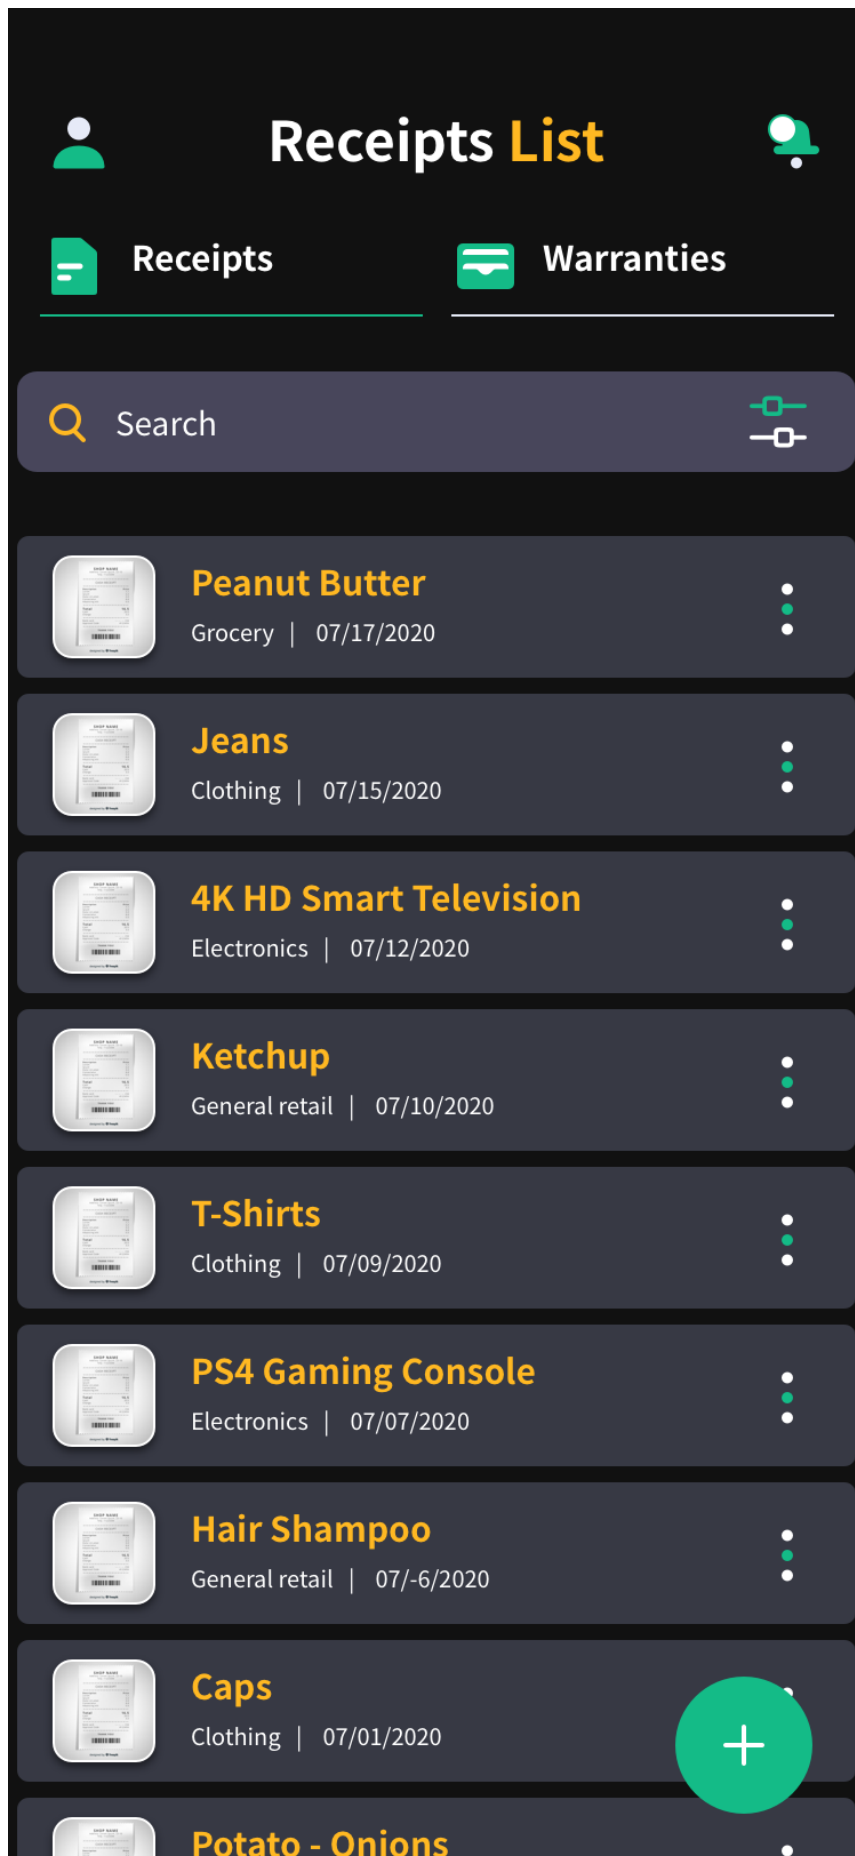 Receipts List
Receipts
Warranties
Search
Peanut Butter
Grocery | 07/17/2020
Jeans
Clothing | 07/15/2020
4K HD Smart Television
Electronics | 07/12/2020
Ketchup
General retail | 07/10/2020
T-Shirts
Clothing | 07/09/2020
PS4 Gaming Console
Electronics | 07/07/2020
Hair Shampoo
General retail | 07/-6/2020
Caps
Clothing | 07/01/2020
Potato - Onions